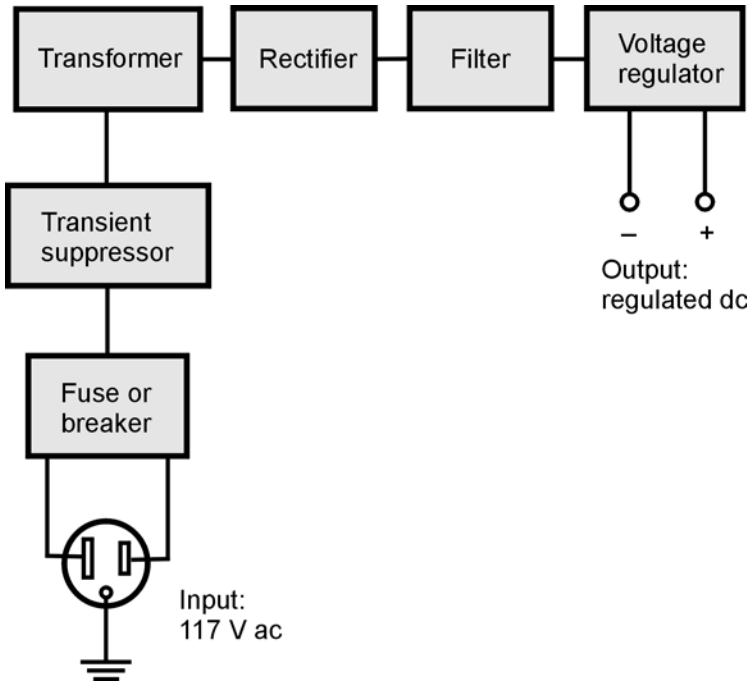 Transformer
Rectifier
Filter
Voltage
regulator
Transient
suppressor
– +
Output:
regulated dc
Fuse or
breaker
Input:
117 V ac